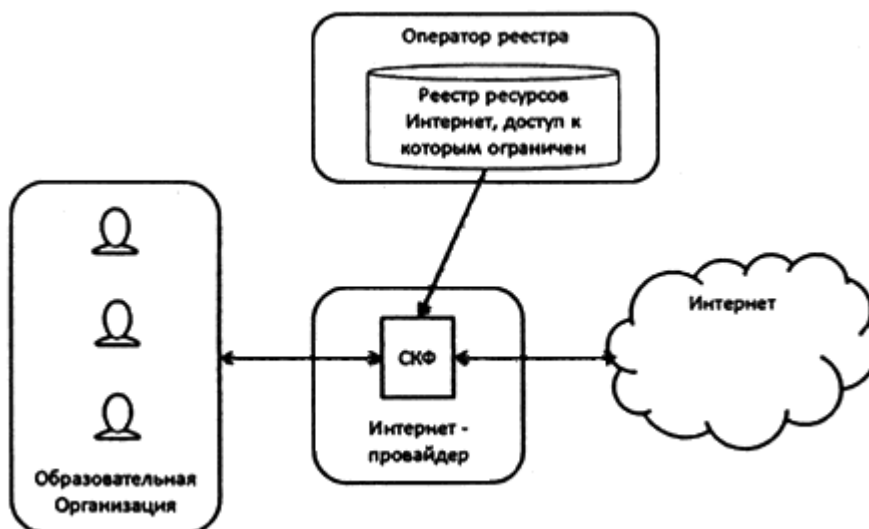 Оператор реестра
Реестр ресурсов
Интернет, доступ к
которым ограничен
Интернет
СКФ
Интернет -
провайдер
Образовательная
Организация